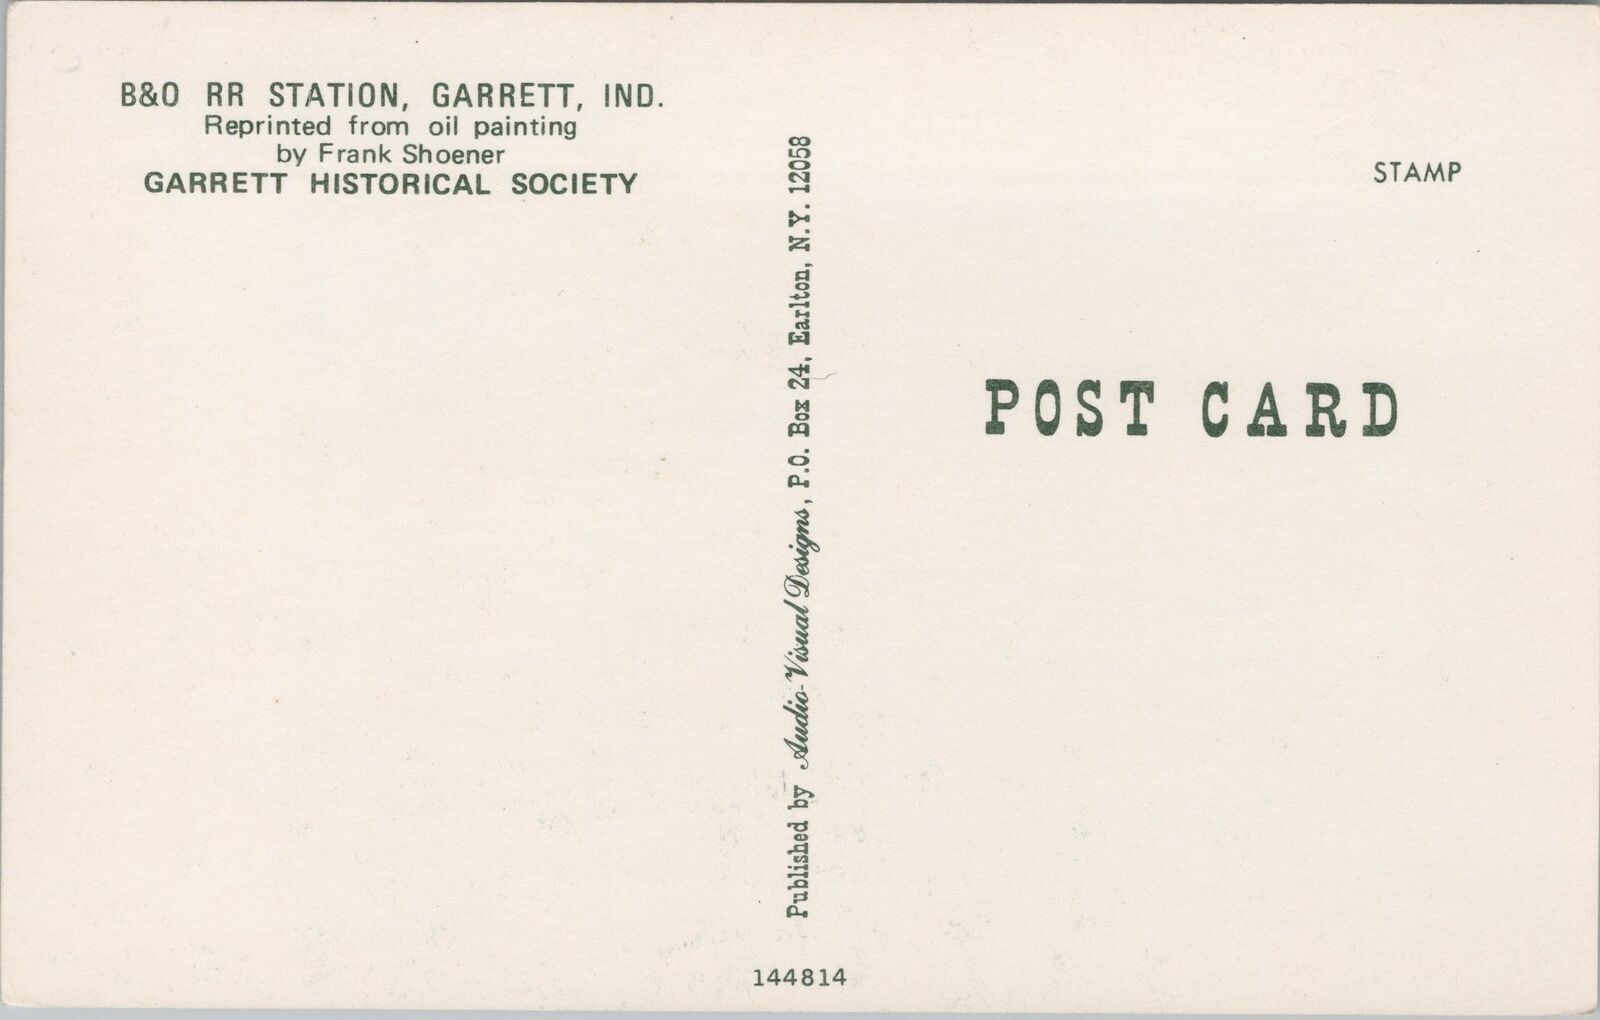 B&O RR STATION, GARRETT, IND.
Reprinted from oil painting
by Frank Shoener
GARRETT HISTORICAL SOCIETY
Published by Audio-Visual Designs, P.O. Box 24, Earlton, N.Y. 12058
STAMP
POST CARD
144814